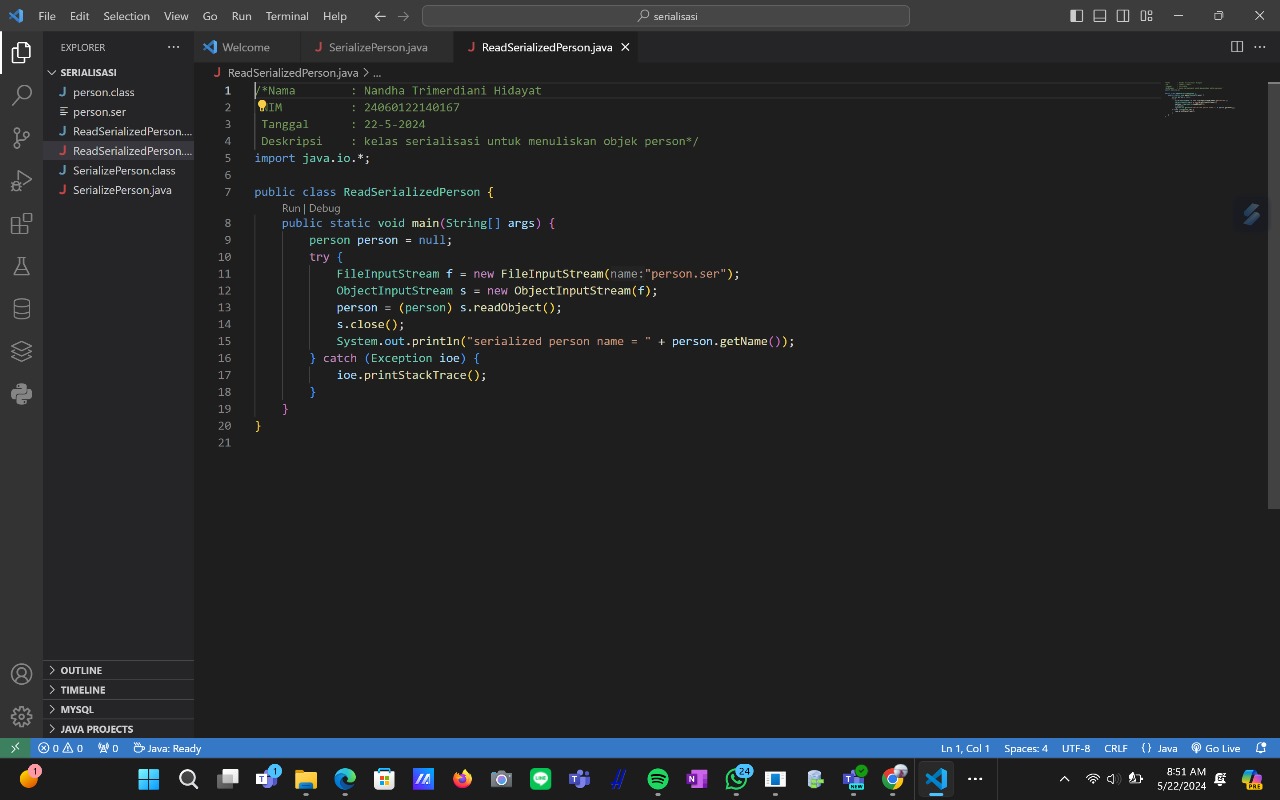 File Edit Selection View Go Run Terminal Help
serialisasi
EXPLORER
SERIALISASI
person.class
person.ser
ReadSerializedPerson....
ReadSerializedPerson....
SerializePerson.class
SerializePerson.java
OUTLINE
TIMELINE
MYSQL
JAVA PROJECTS
Welcome SerializePerson.java ReadSerializedPerson.java
ReadSerializedPerson.java > ...
1 /*Nama : Nandha Trimerdiani Hidayat
2 NIM : 24060122140167
3 Tanggal : 22-5-2024
4 Deskripsi : kelas serialisasi untuk menuliskan objek person*/
5 import java.io.*;
6
7 public class ReadSerializedPerson {
Run | Debug
8 public static void main(String[] args) {
9 person person = null;
10 try {
11 FileInputStream f = new FileInputStream(name:"person.ser");
12 ObjectInputStream s = new ObjectInputStream(f);
13 person = (person) s.readObject();
14 s.close();
15 System.out.println("serialized person name = " + person.getName());
16 } catch (Exception ioe) {
17 ioe.printStackTrace();
18 }
19 }
20 }
21
0 0 0 Java: Ready Ln 1, Col 1 Spaces: 4 UTF-8 CRLF {} Java Go Live
1 1 24 NEW 8:51 AM PRE
5/22/2024